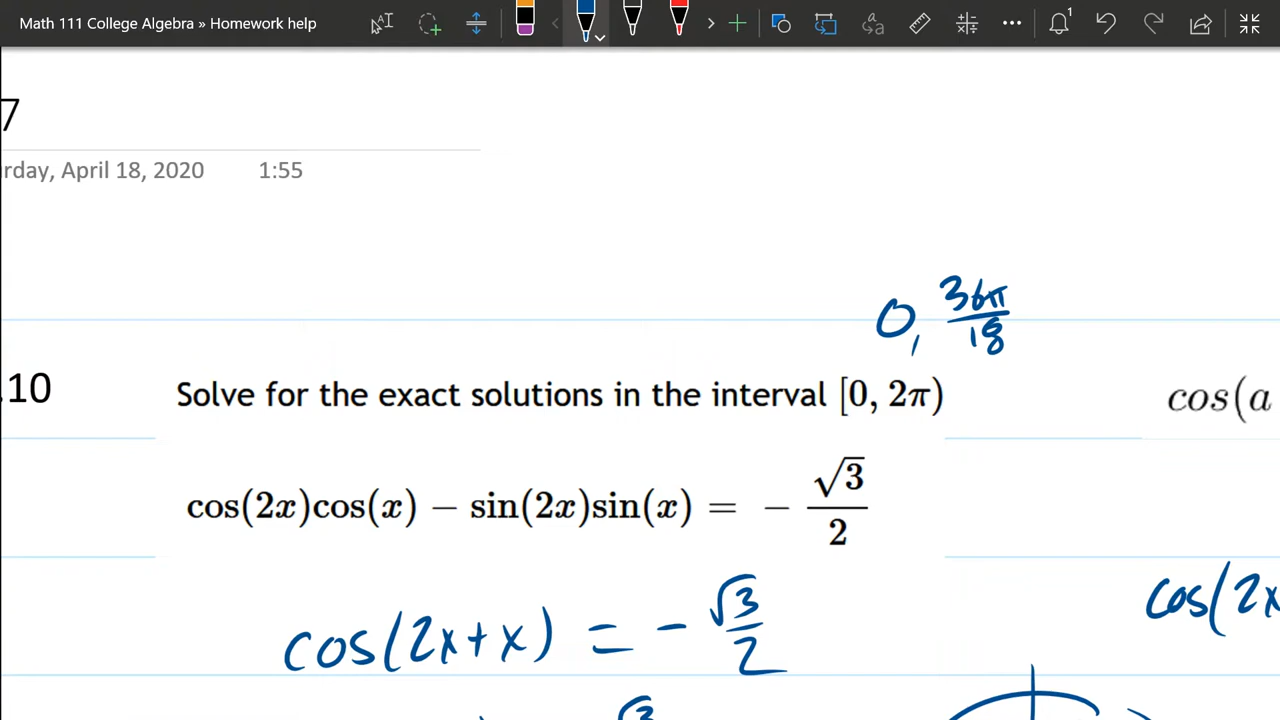 Math 111 College Algebra » Homework help
7
urday, April 18, 2020 1:55
0, 36π/18
.10 Solve for the exact solutions in the interval [0, 2π) cos(a
cos(2x)cos(x) − sin(2x)sin(x) = − √3/2
cos(2x+x) = − √3/2 cos(2x
√3